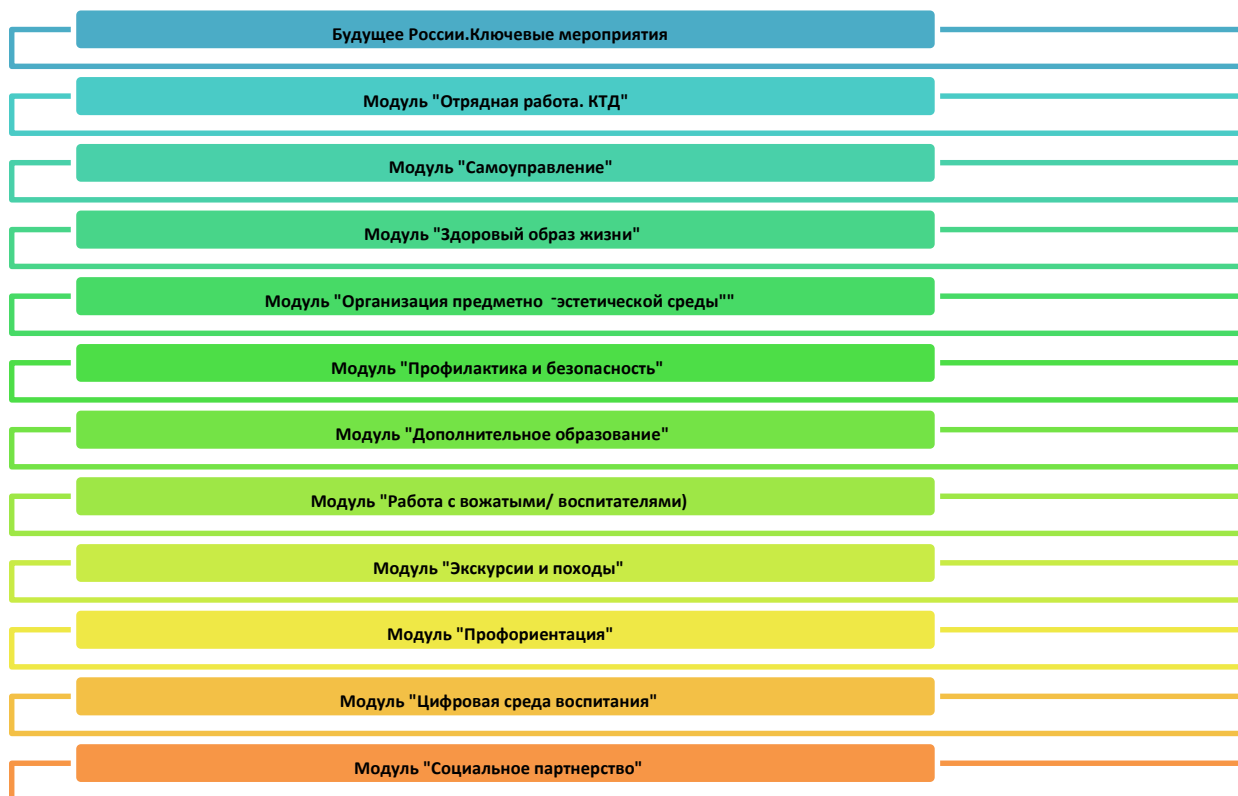 Будущее России.Ключевые мероприятия
Модуль "Отрядная работа. КТД"
Модуль "Самоуправление"
Модуль "Здоровый образ жизни"
Модуль "Организация предметно -эстетической среды""
Модуль "Профилактика и безопасность"
Модуль "Дополнительное образование"
Модуль "Работа с вожатыми/ воспитателями)
Модуль "Экскурсии и походы"
Модуль "Профориентация"
Модуль "Цифровая среда воспитания"
Модуль "Социальное партнерство"